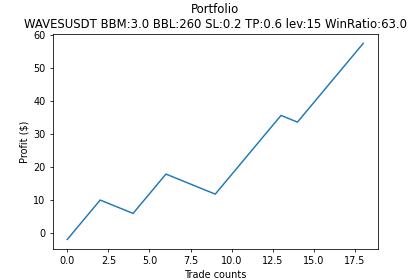 Portfolio
WAVESUSDT BBM:3.0 BBL:260 SL:0.2 TP:0.6 lev:15 WinRatio:63.0
60
50
40
30
20
10
0
Profit ($)
0.0 2.5 5.0 7.5 10.0 12.5 15.0 17.5
Trade counts